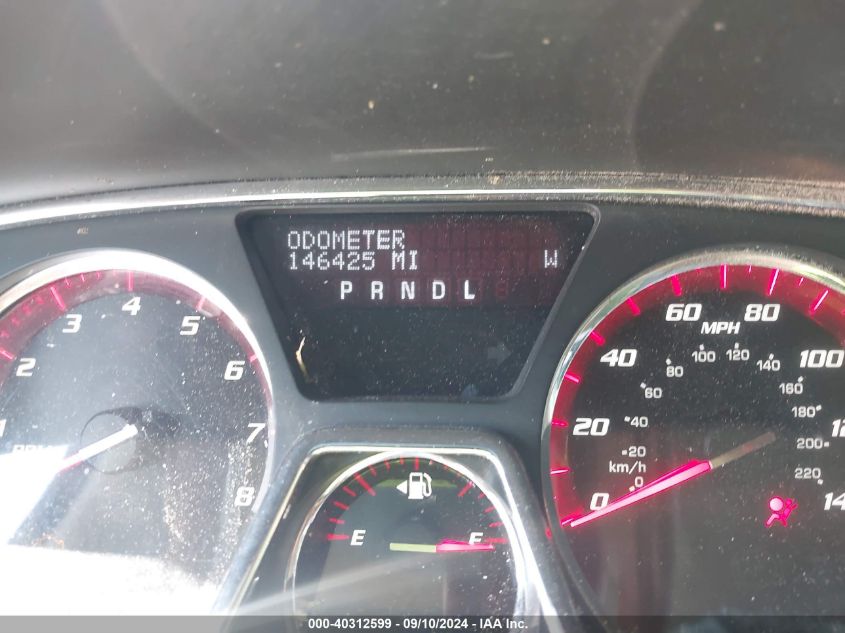 ODOMETER
146425 MI W
P R N D L
1 2 3 4 5 6 7 8
E F
0 20 40 60 80 100
MPH
0 20 40 60 80 100 120 140 160 180 200 220
km/h
000-40312599 - 09/10/2024 - IAA Inc.